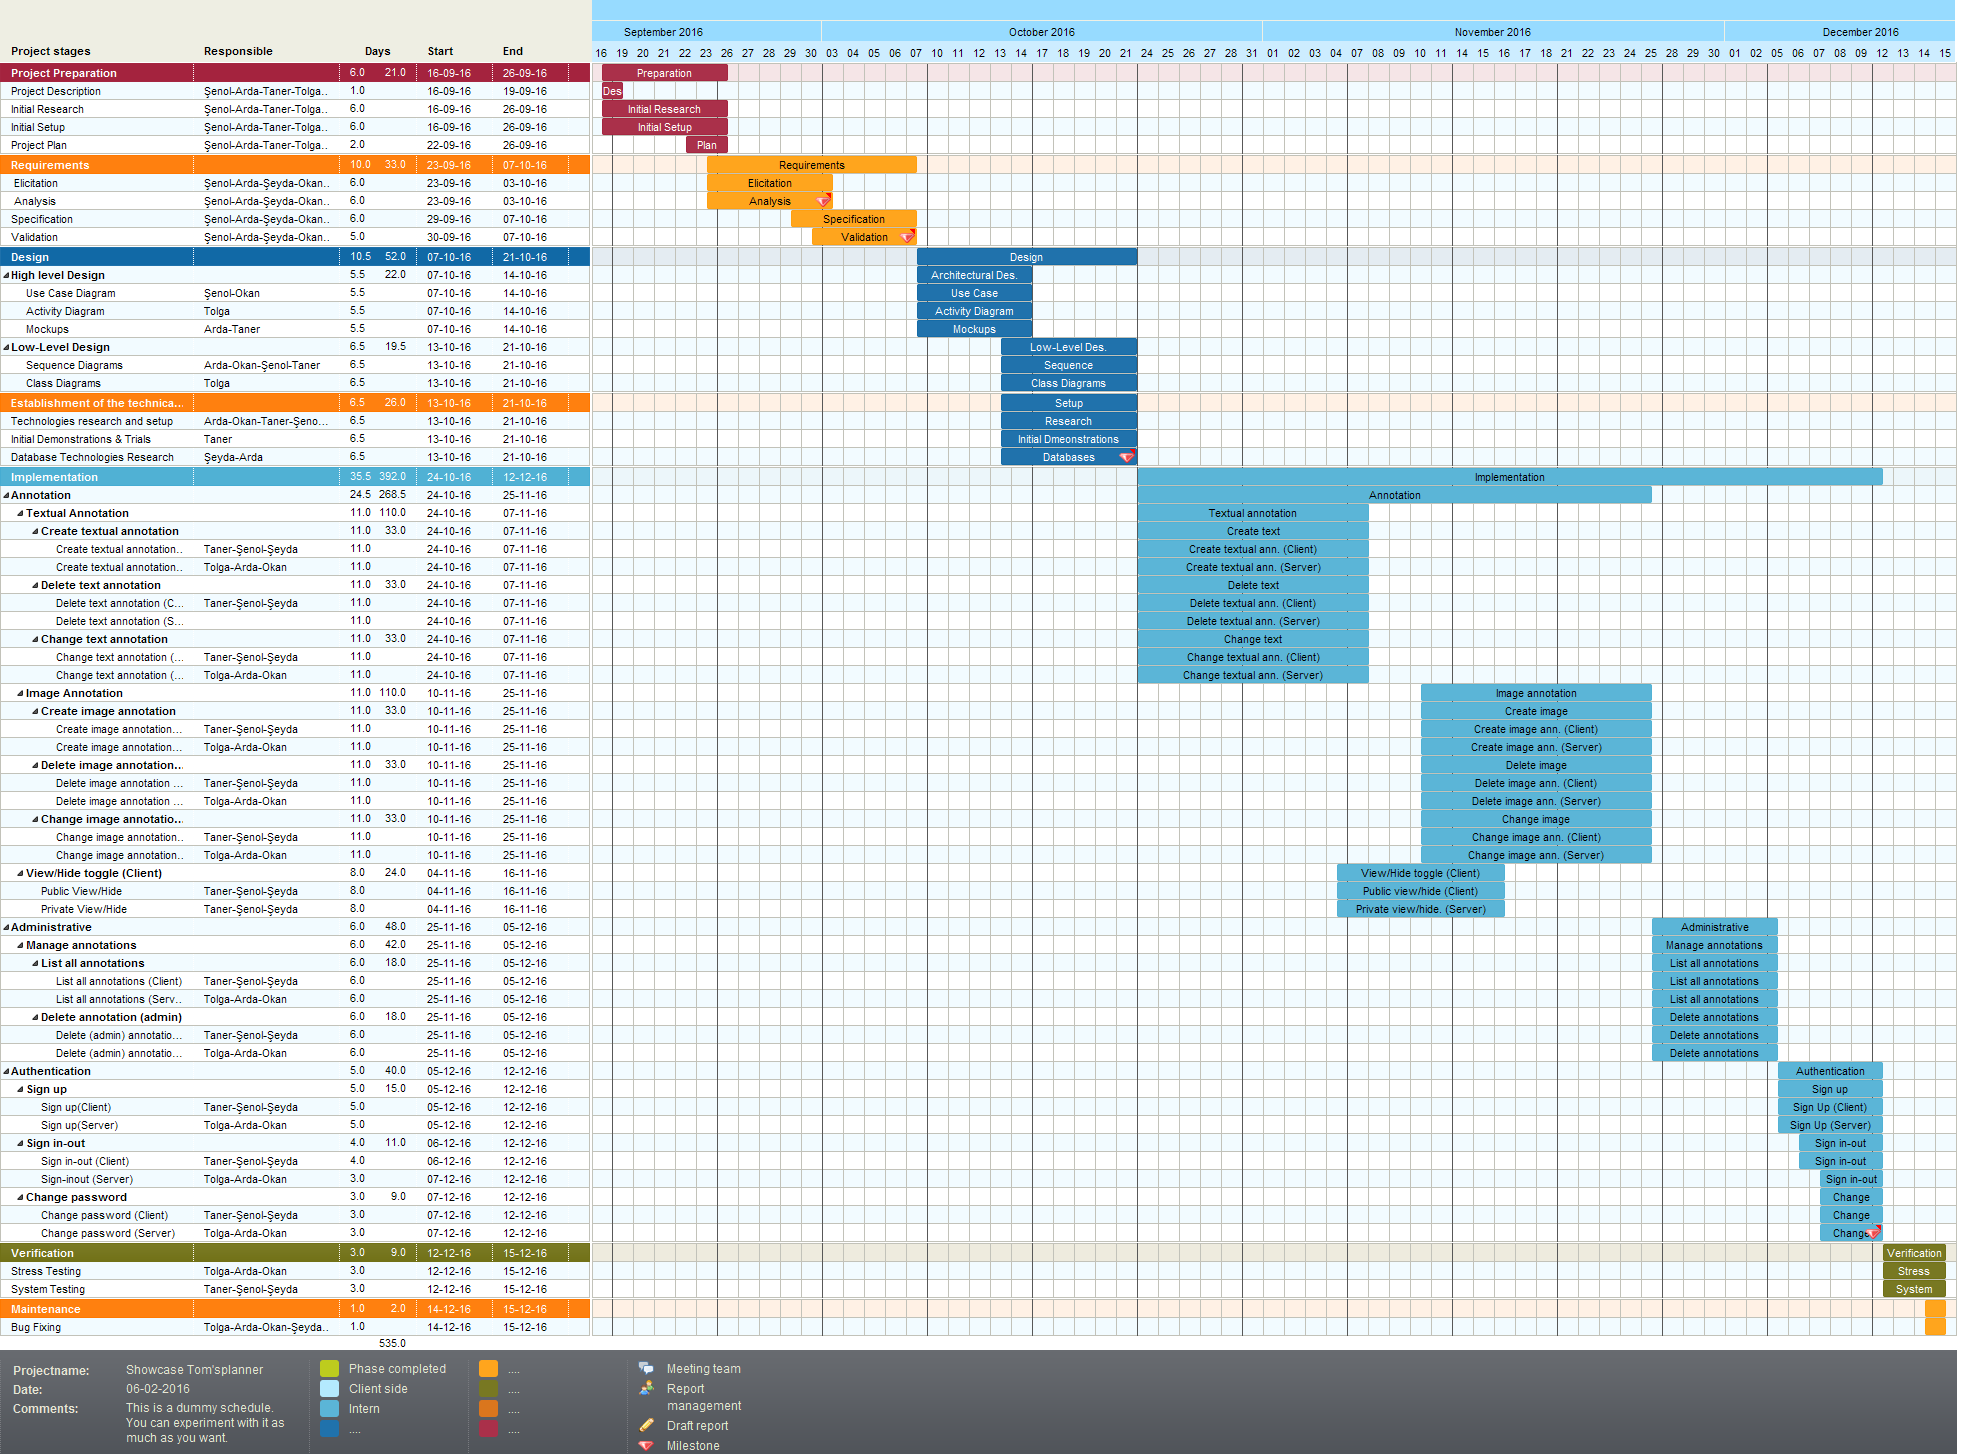 September 2016 October 2016 November 2016 December 2016
Project stages Responsible Days Start End 16 19 20 21 22 23 26 27 28 29 30 03 04 05 06 07 10 11 12 13 14 17 18 19 20 21 24 25 26 27 28 31 01 02 03 04 07 08 09 10 11 14 15 16 17 18 21 22 23 24 25 28 29 30 01 02 05 06 07 08 09 12 13 14 15
Project Preparation 6.0 21.0 16-09-16 26-09-16 Preparation
Project Description Şenol-Arda-Taner-Tolga.. 1.0 16-09-16 19-09-16 Des
Initial Research Şenol-Arda-Taner-Tolga.. 6.0 16-09-16 26-09-16 Initial Research
Initial Setup Şenol-Arda-Taner-Tolga.. 6.0 16-09-16 26-09-16 Initial Setup
Project Plan Şenol-Arda-Taner-Tolga.. 2.0 22-09-16 26-09-16 Plan
Requirements 10.0 33.0 23-09-16 07-10-16 Requirements
Elicitation Şenol-Arda-Şeyda-Okan.. 6.0 23-09-16 03-10-16 Elicitation
Analysis Şenol-Arda-Şeyda-Okan.. 6.0 23-09-16 03-10-16 Analysis
Specification Şenol-Arda-Şeyda-Okan.. 6.0 29-09-16 07-10-16 Specification
Validation Şenol-Arda-Şeyda-Okan.. 5.0 30-09-16 07-10-16 Validation
Design 10.5 52.0 07-10-16 21-10-16 Design
High level Design 5.5 22.0 07-10-16 14-10-16 Architectural Des.
Use Case Diagram Şenol-Okan 5.5 07-10-16 14-10-16 Use Case
Activity Diagram Tolga 5.5 07-10-16 14-10-16 Activity Diagram
Mockups Arda-Taner 5.5 07-10-16 14-10-16 Mockups
Low-Level Design 6.5 19.5 13-10-16 21-10-16 Low-Level Des.
Sequence Diagrams Arda-Okan-Şenol-Taner 6.5 13-10-16 21-10-16 Sequence
Class Diagrams Tolga 6.5 13-10-16 21-10-16 Class Diagrams
Establishment of the technica... 6.5 26.0 13-10-16 21-10-16 Setup
Technologies research and setup Arda-Okan-Taner-Şeno... 6.5 13-10-16 21-10-16 Research
Initial Demonstrations & Trials Taner 6.5 13-10-16 21-10-16 Initial Dmeonstrations
Database Technologies Research Şeyda-Arda 6.5 13-10-16 21-10-16 Databases
Implementation 35.5 392.0 24-10-16 12-12-16 Implementation
Annotation 24.5 268.5 24-10-16 25-11-16 Annotation
Textual Annotation 11.0 110.0 24-10-16 07-11-16 Textual annotation
Create textual annotation 11.0 33.0 24-10-16 07-11-16 Create text
Create textual annotation.. Taner-Şenol-Şeyda 11.0 24-10-16 07-11-16 Create textual ann. (Client)
Create textual annotation.. Tolga-Arda-Okan 11.0 24-10-16 07-11-16 Create textual ann. (Server)
Delete text annotation 11.0 33.0 24-10-16 07-11-16 Delete text
Delete text annotation (C... Taner-Şenol-Şeyda 11.0 24-10-16 07-11-16 Delete textual ann. (Client)
Delete text annotation (S... 11.0 24-10-16 07-11-16 Delete textual ann. (Server)
Change text annotation 11.0 33.0 24-10-16 07-11-16 Change text
Change text annotation (... Taner-Şenol-Şeyda 11.0 24-10-16 07-11-16 Change textual ann. (Client)
Change text annotation (... Tolga-Arda-Okan 11.0 24-10-16 07-11-16 Change textual ann. (Server)
Image Annotation 11.0 110.0 10-11-16 25-11-16 Image annotation
Create image annotation 11.0 33.0 10-11-16 25-11-16 Create image
Create image annotation... Taner-Şenol-Şeyda 11.0 10-11-16 25-11-16 Create image ann. (Client)
Create image annotation... Tolga-Arda-Okan 11.0 10-11-16 25-11-16 Create image ann. (Server)
Delete image annotation... 11.0 33.0 10-11-16 25-11-16 Delete image
Delete image annotation ... Taner-Şenol-Şeyda 11.0 10-11-16 25-11-16 Delete image ann. (Client)
Delete image annotation ... Tolga-Arda-Okan 11.0 10-11-16 25-11-16 Delete image ann. (Server)
Change image annotatio... 11.0 33.0 10-11-16 25-11-16 Change image
Change image annotation.. Taner-Şenol-Şeyda 11.0 10-11-16 25-11-16 Change image ann. (Client)
Change image annotation.. Tolga-Arda-Okan 11.0 10-11-16 25-11-16 Change image ann. (Server)
View/Hide toggle (Client) 8.0 24.0 04-11-16 16-11-16 View/Hide toggle (Client)
Public View/Hide Taner-Şenol-Şeyda 8.0 04-11-16 16-11-16 Public view/hide (Client)
Private View/Hide Taner-Şenol-Şeyda 8.0 04-11-16 16-11-16 Private view/hide. (Server)
Administrative 6.0 48.0 25-11-16 05-12-16 Administrative
Manage annotations 6.0 42.0 25-11-16 05-12-16 Manage annotations
List all annotations 6.0 18.0 25-11-16 05-12-16 List all annotations
List all annotations (Client) Taner-Şenol-Şeyda 6.0 25-11-16 05-12-16 List all annotations
List all annotations (Serv.. Tolga-Arda-Okan 6.0 25-11-16 05-12-16 List all annotations
Delete annotation (admin) 6.0 18.0 25-11-16 05-12-16 Delete annotations
Delete (admin) annotatio... Taner-Şenol-Şeyda 6.0 25-11-16 05-12-16 Delete annotations
Delete (admin) annotatio... Tolga-Arda-Okan 6.0 25-11-16 05-12-16 Delete annotations
Authentication 5.0 40.0 05-12-16 12-12-16 Authentication
Sign up 5.0 15.0 05-12-16 12-12-16 Sign up
Sign up(Client) Taner-Şenol-Şeyda 5.0 05-12-16 12-12-16 Sign Up (Client)
Sign up(Server) Tolga-Arda-Okan 5.0 05-12-16 12-12-16 Sign Up (Server)
Sign in-out 4.0 11.0 06-12-16 12-12-16 Sign in-out
Sign in-out (Client) Taner-Şenol-Şeyda 4.0 06-12-16 12-12-16 Sign in-out
Sign-inout (Server) Tolga-Arda-Okan 3.0 07-12-16 12-12-16 Sign in-out
Change password 3.0 9.0 07-12-16 12-12-16 Change
Change password (Client) Taner-Şenol-Şeyda 3.0 07-12-16 12-12-16 Change
Change password (Server) Tolga-Arda-Okan 3.0 07-12-16 12-12-16 Change
Verification 3.0 9.0 12-12-16 15-12-16 Verification
Stress Testing Tolga-Arda-Okan 3.0 12-12-16 15-12-16 Stress
System Testing Taner-Şenol-Şeyda 3.0 12-12-16 15-12-16 System
Maintenance 1.0 2.0 14-12-16 15-12-16
Bug Fixing Tolga-Arda-Okan-Şeyda.. 1.0 14-12-16 15-12-16
535.0
Projectname: Showcase Tom'splanner
Date: 06-02-2016
Comments: This is a dummy schedule.
You can experiment with it as
much as you want.
Phase completed
Client side
Intern
....
....
....
....
....
Meeting team
Report
management
Draft report
Milestone